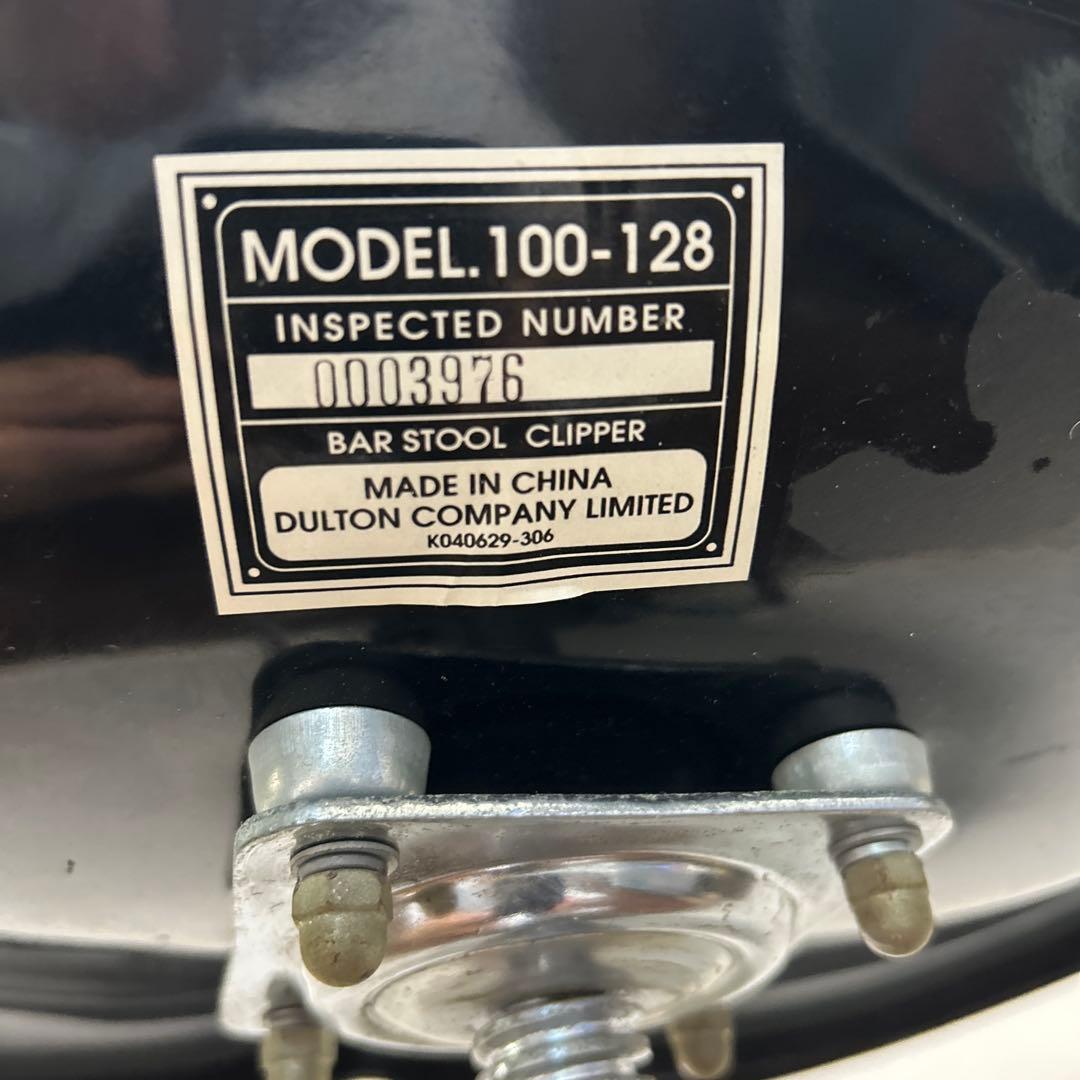 MODEL.100-128
INSPECTED NUMBER
0003976
BAR STOOL CLIPPER
MADE IN CHINA
DULTON COMPANY LIMITED
K040629-306